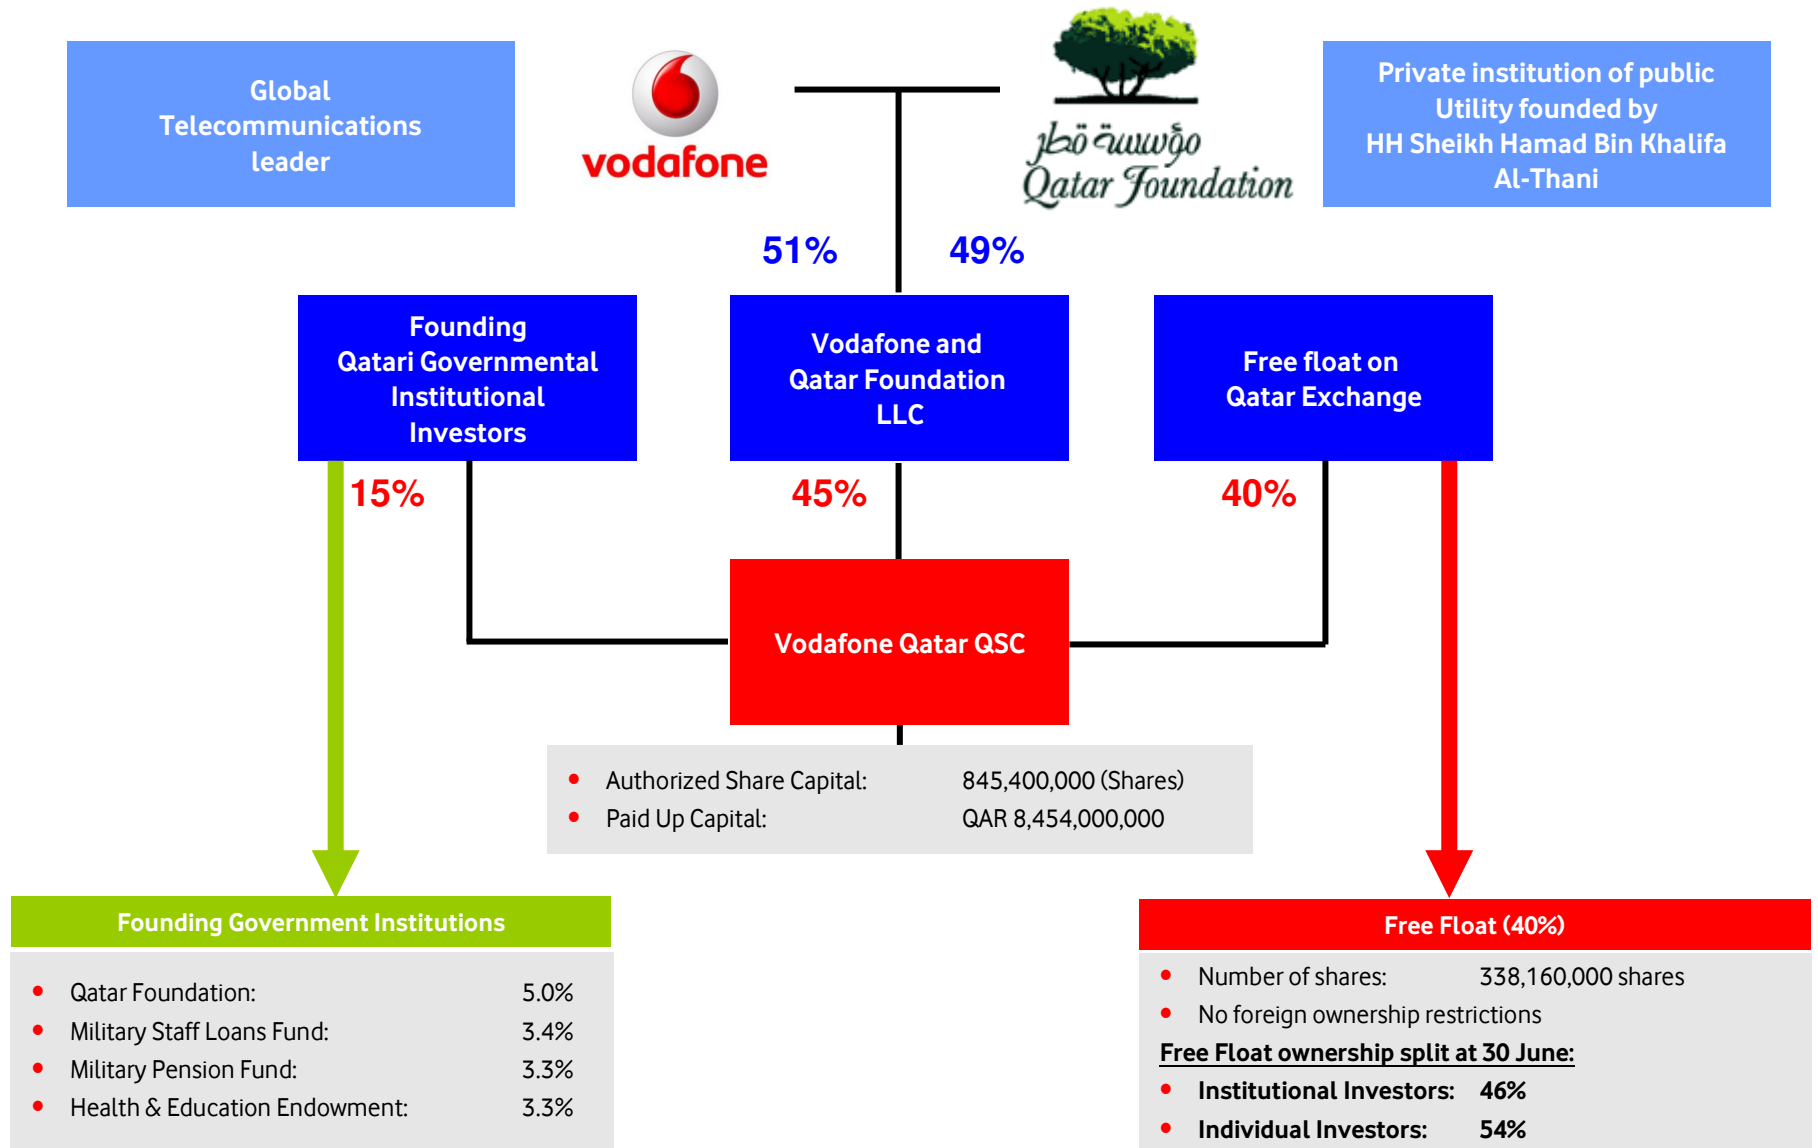 Global
Telecommunications
leader
vodafone
مؤسسة قطر
Qatar Foundation
Private institution of public
Utility founded by
HH Sheikh Hamad Bin Khalifa
Al-Thani
51%
49%
Founding
Qatari Governmental
Institutional
Investors
Vodafone and
Qatar Foundation
LLC
Free float on
Qatar Exchange
15%
45%
40%
Vodafone Qatar QSC
• Authorized Share Capital: 845,400,000 (Shares)
• Paid Up Capital: QAR 8,454,000,000
Founding Government Institutions
• Qatar Foundation: 5.0%
• Military Staff Loans Fund: 3.4%
• Military Pension Fund: 3.3%
• Health & Education Endowment: 3.3%
Free Float (40%)
• Number of shares: 338,160,000 shares
• No foreign ownership restrictions
Free Float ownership split at 30 June:
• Institutional Investors: 46%
• Individual Investors: 54%